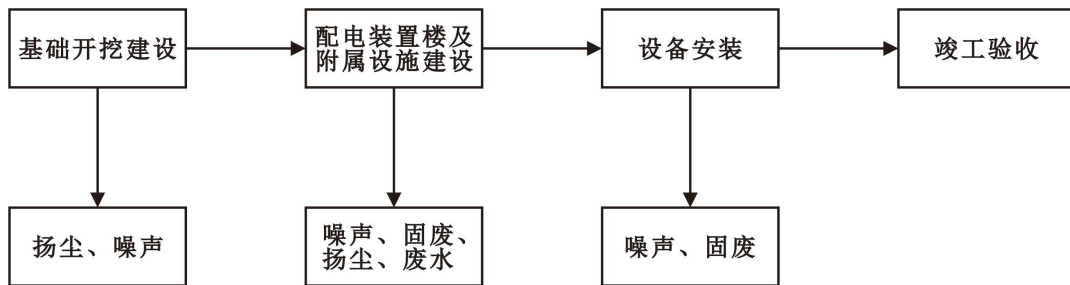 基础开挖建设
配电装置楼及
附属设施建设
设备安装
竣工验收
扬尘、噪声
噪声、固废、
扬尘、废水
噪声、固废